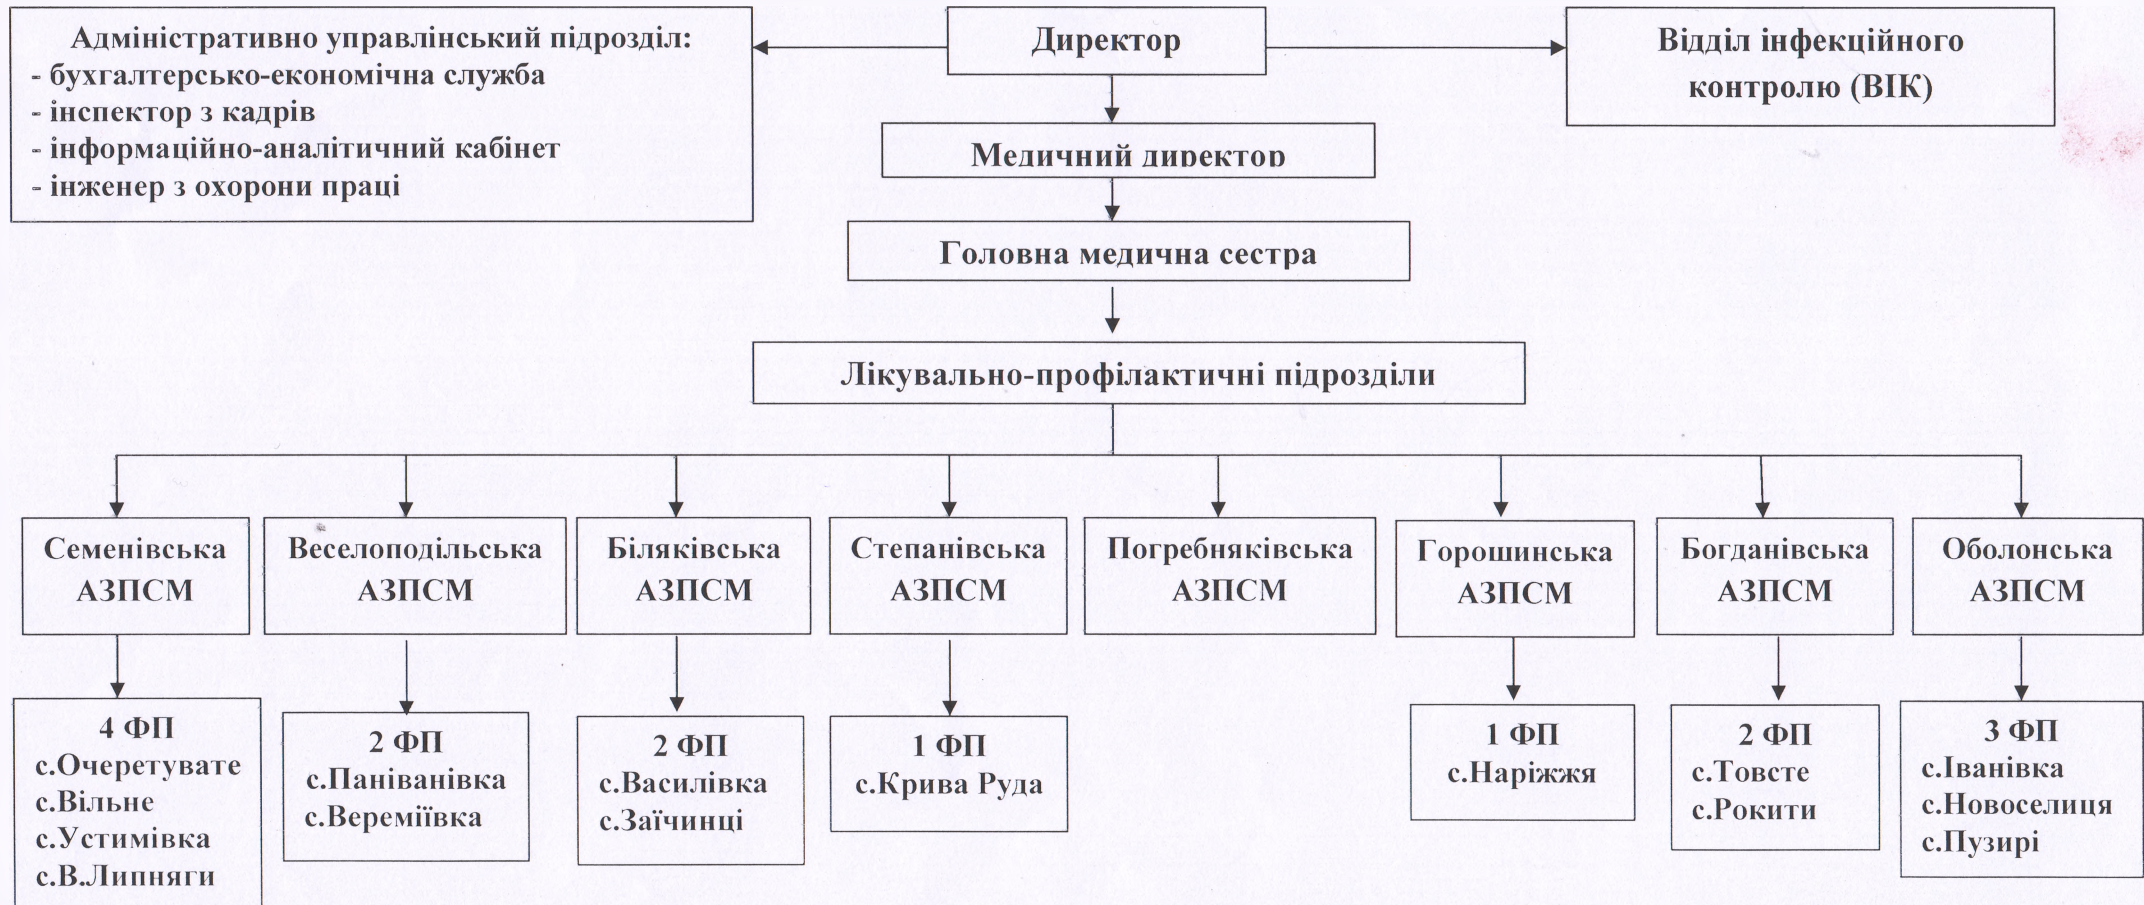 Адміністративно управлінський підрозділ:
- бухгалтерсько-економічна служба
- інспектор з кадрів
- інформаційно-аналітичний кабінет
- інженер з охорони праці
Директор
Відділ інфекційного
контролю (ВІК)
Медичний директор
Головна медична сестра
Лікувально-профілактичні підрозділи
Семенівська
АЗПСМ
Веселоподільська
АЗПСМ
Біляківська
АЗПСМ
Степанівська
АЗПСМ
Погребняківська
АЗПСМ
Горошинська
АЗПСМ
Богданівська
АЗПСМ
Оболонська
АЗПСМ
4 ФП
с.Очеретувате
с.Вільне
с.Устимівка
с.В.Липняги
2 ФП
с.Паніванівка
с.Вереміївка
2 ФП
с.Василівка
с.Заїчинці
1 ФП
с.Крива Руда
1 ФП
с.Наріжжя
2 ФП
с.Товсте
с.Рокити
3 ФП
с.Іванівка
с.Новоселиця
с.Пузирі